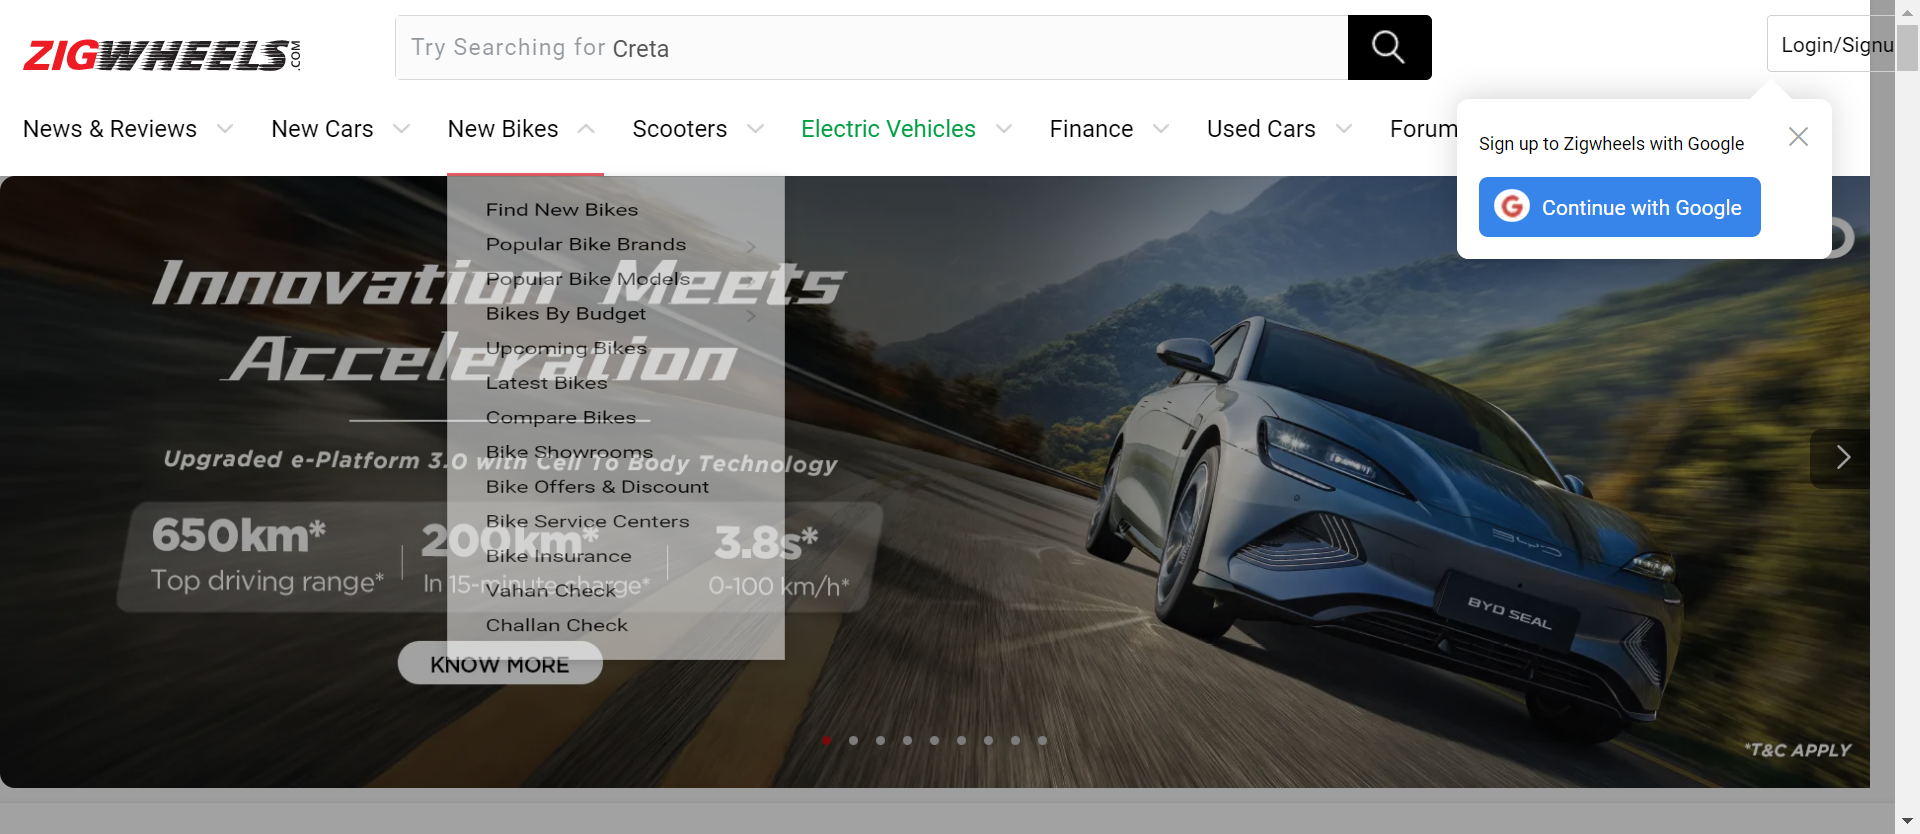 ZIGWHEELS.COM
Try Searching for Creta
Login/Signu
News & Reviews
New Cars
New Bikes
Scooters
Electric Vehicles
Finance
Used Cars
Forum
Sign up to Zigwheels with Google
Continue with Google
Find New Bikes
Popular Bike Brands
Popular Bike Models
Bikes By Budget
Upcoming Bikes
Latest Bikes
Compare Bikes
Bike Showrooms
Bike Offers & Discount
Bike Service Centers
Bike Insurance
Vahan Check
Challan Check
Innovation Meets
Acceleration
Upgraded e-Platform 3.0 with Cell To Body Technology
650km*
Top driving range*
200km*
In 15-minute charge*
3.8s*
0-100 km/h*
KNOW MORE
BYD
BYD SEAL
*T&C APPLY